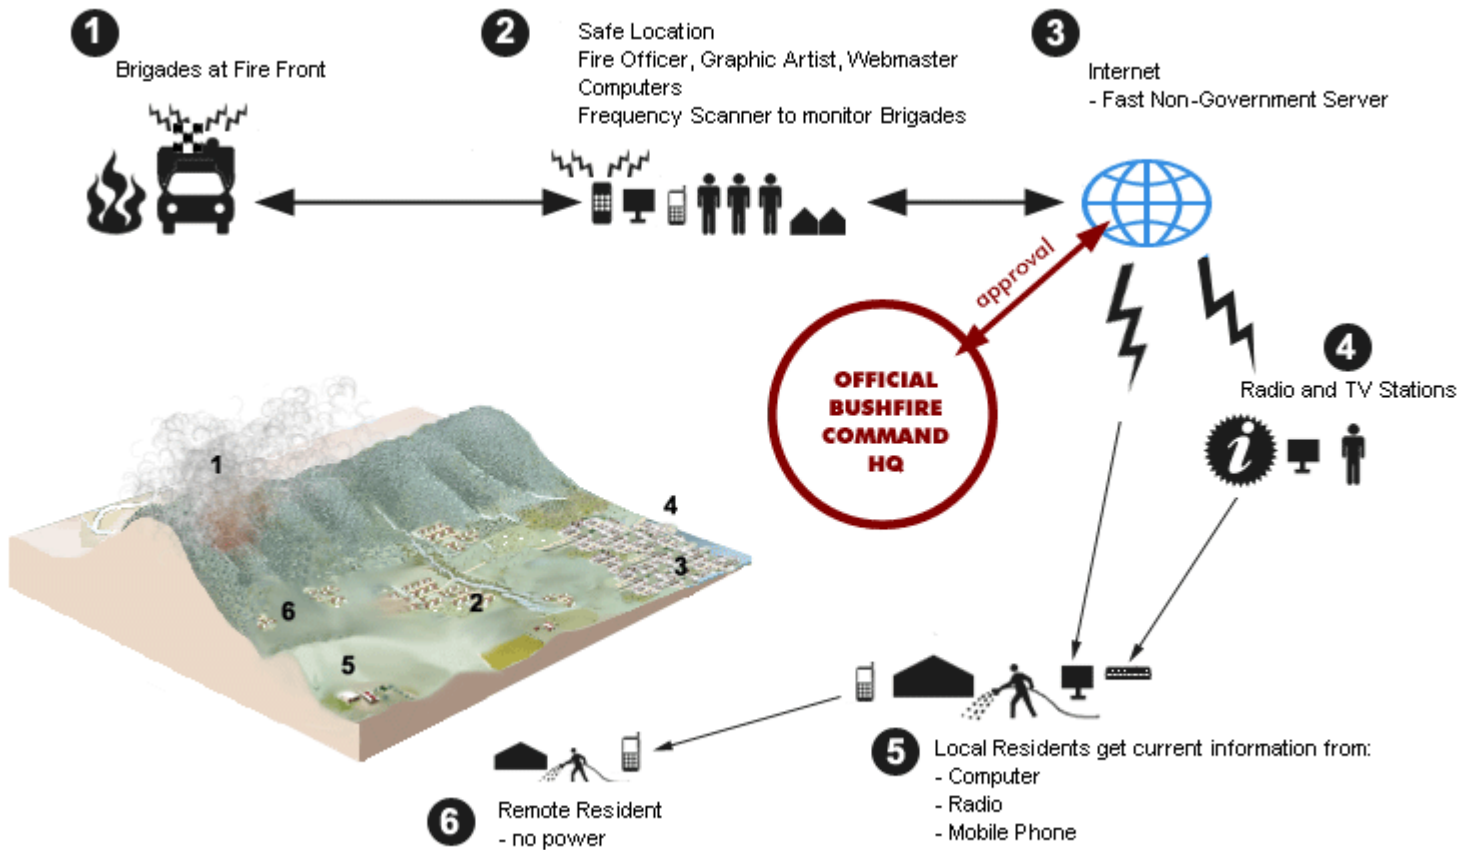 1
Brigades at Fire Front
2
Safe Location
Fire Officer, Graphic Artist, Webmaster
Computers
Frequency Scanner to monitor Brigades
3
Internet
- Fast Non-Government Server
approval
OFFICIAL
BUSHFIRE
COMMAND
HQ
4
Radio and TV Stations
i
1
4
3
2
6
5
5
Local Residents get current information from:
- Computer
- Radio
- Mobile Phone
6
Remote Resident
- no power